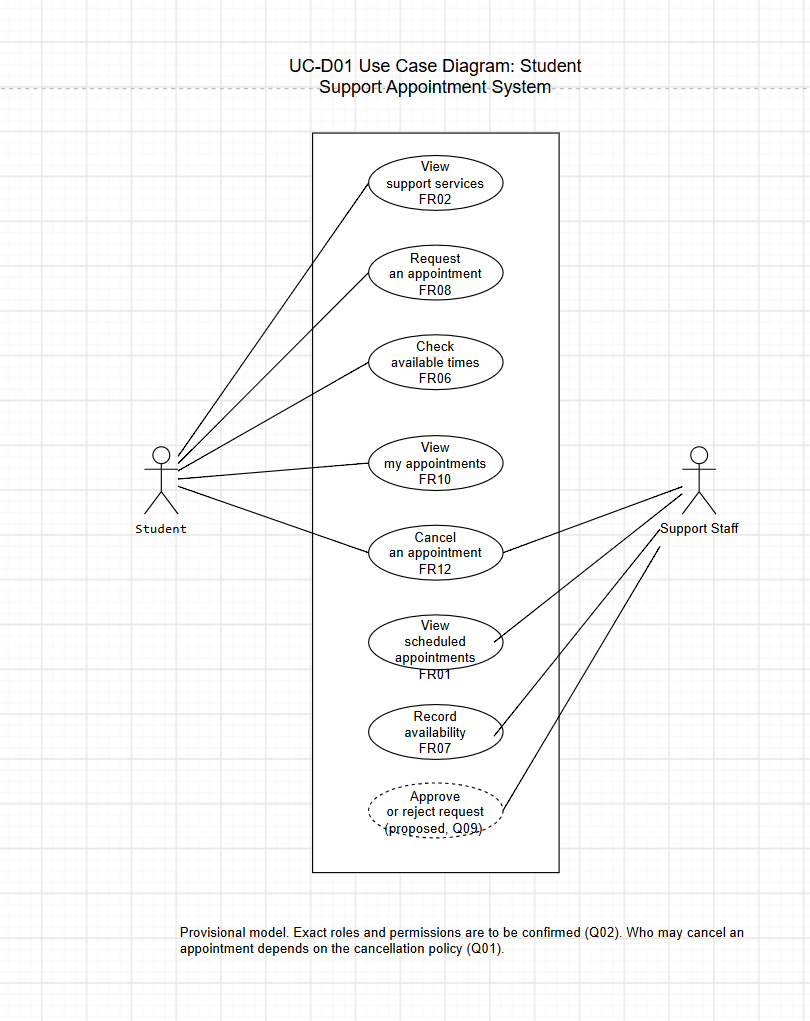 UC-D01 Use Case Diagram: Student
Support Appointment System
View
support services
FR02
Request
an appointment
FR08
Check
available times
FR06
View
my appointments
FR10
Student
Support Staff
Cancel
an appointment
FR12
View
scheduled
appointments
FR01
Record
availability
FR07
Approve
or reject request
(proposed, Q09)
Provisional model. Exact roles and permissions are to be confirmed (Q02). Who may cancel an
appointment depends on the cancellation policy (Q01).